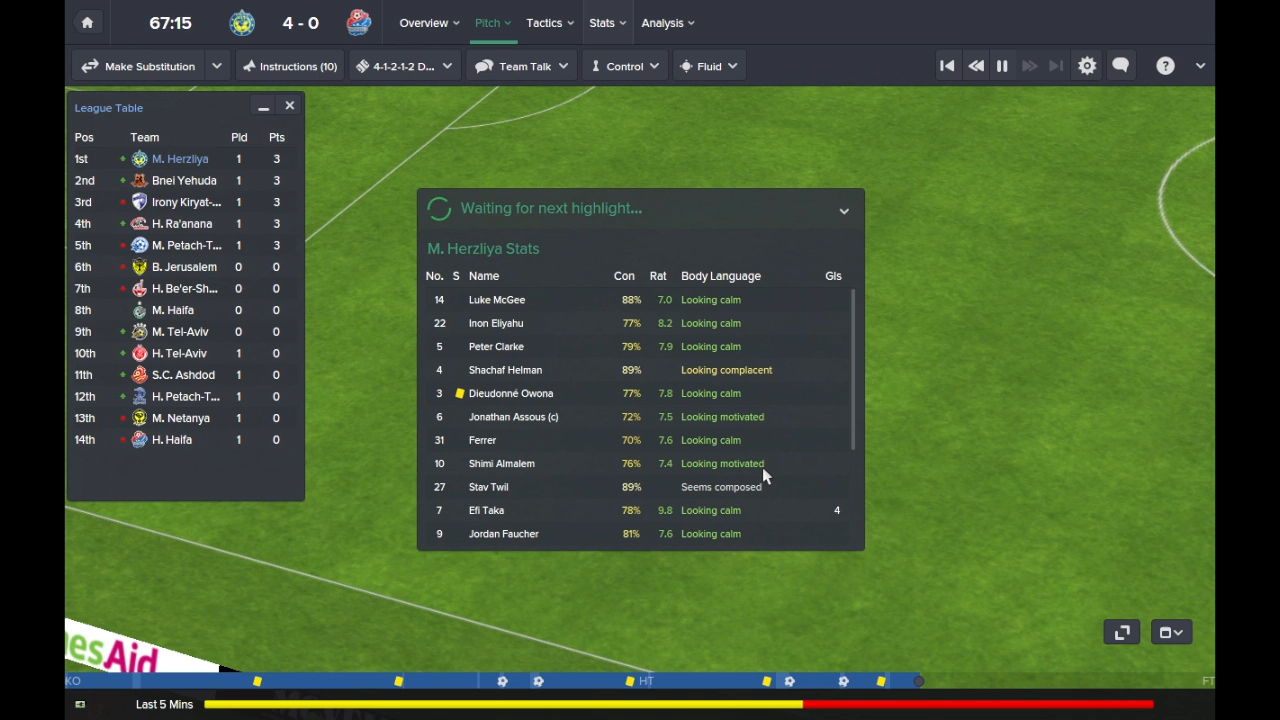 67:15 4 - 0 Overview Pitch Tactics Stats Analysis
Make Substitution Instructions (10) 4-1-2-1-2 D... Team Talk Control Fluid ?
League Table
Pos Team Pld Pts
1st M. Herzliya 1 3
2nd Bnei Yehuda 1 3
3rd Irony Kiryat-... 1 3
4th H. Ra'anana 1 3
5th M. Petach-T... 1 3
6th B. Jerusalem 0 0
7th H. Be'er-Sh... 0 0
8th M. Haifa 0 0
9th M. Tel-Aviv 0 0
10th H. Tel-Aviv 1 0
11th S.C. Ashdod 1 0
12th H. Petach-T... 1 0
13th M. Netanya 1 0
14th H. Haifa 1 0
Waiting for next highlight...
M. Herzliya Stats
No. S Name Con Rat Body Language Gls
14 Luke McGee 88% 7.0 Looking calm
22 Inon Eliyahu 77% 8.2 Looking calm
5 Peter Clarke 79% 7.9 Looking calm
4 Shachaf Helman 89% Looking complacent
3 Dieudonné Owona 77% 7.8 Looking calm
6 Jonathan Assous (c) 72% 7.5 Looking motivated
31 Ferrer 70% 7.6 Looking calm
10 Shimi Almalem 76% 7.4 Looking motivated
27 Stav Twil 89% Seems composed
7 Efi Taka 78% 9.8 Looking calm 4
9 Jordan Faucher 81% 7.6 Looking calm
esAid
KO HT FT
Last 5 Mins